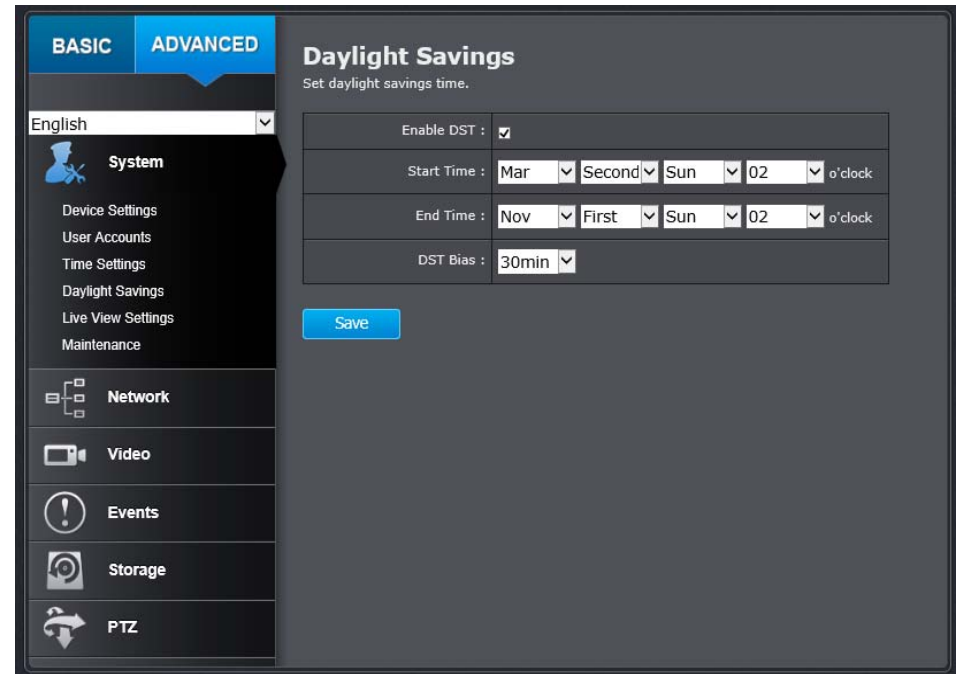 BASIC ADVANCED
English
System
Device Settings
User Accounts
Time Settings
Daylight Savings
Live View Settings
Maintenance
Network
Video
Events
Storage
PTZ
Daylight Savings
Set daylight savings time.
Enable DST :
Start Time : Mar Second Sun 02 o'clock
End Time : Nov First Sun 02 o'clock
DST Bias : 30min
Save